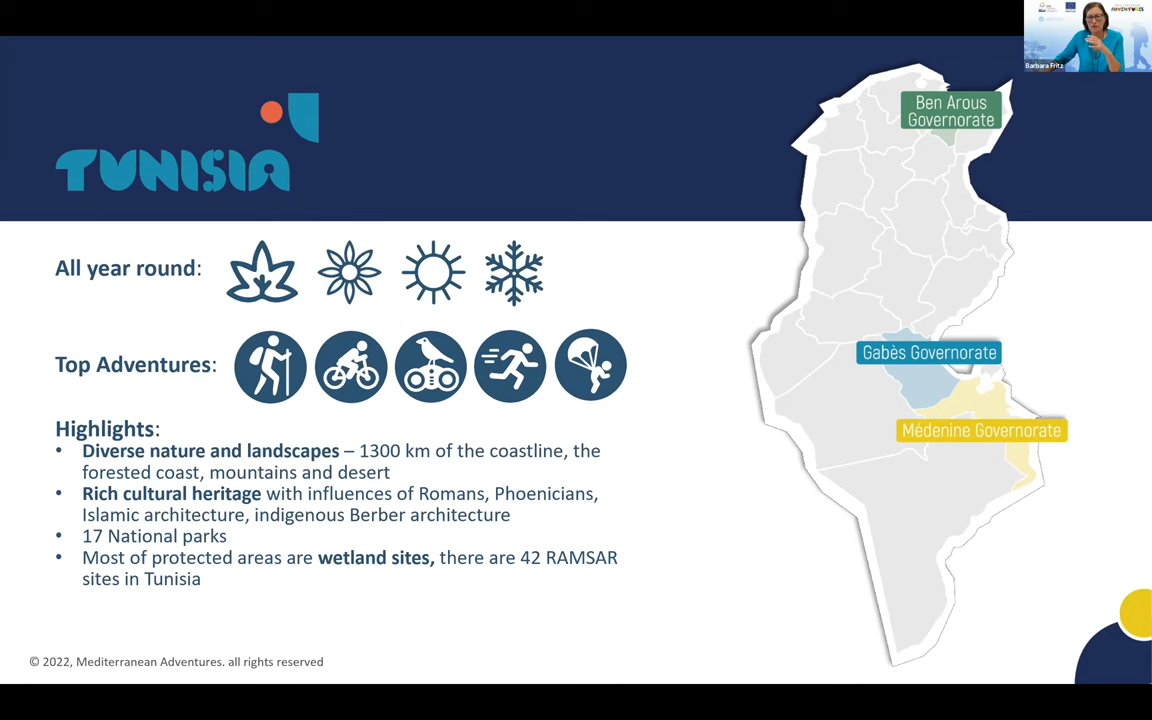 ADVENTURES
Barbara Fritz
TUNISIA
Ben Arous
Governorate
All year round:
Top Adventures:
Gabès Governorate
Médenine Governorate
Highlights:
• Diverse nature and landscapes – 1300 km of the coastline, the
forested coast, mountains and desert
• Rich cultural heritage with influences of Romans, Phoenicians,
Islamic architecture, indigenous Berber architecture
• 17 National parks
• Most of protected areas are wetland sites, there are 42 RAMSAR
sites in Tunisia
© 2022, Mediterranean Adventures. all rights reserved